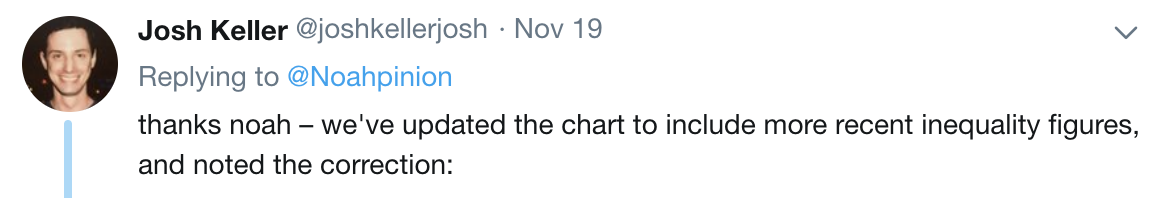 Josh Keller @joshkellerjosh · Nov 19
Replying to @Noahpinion
thanks noah – we've updated the chart to include more recent inequality figures,
and noted the correction: